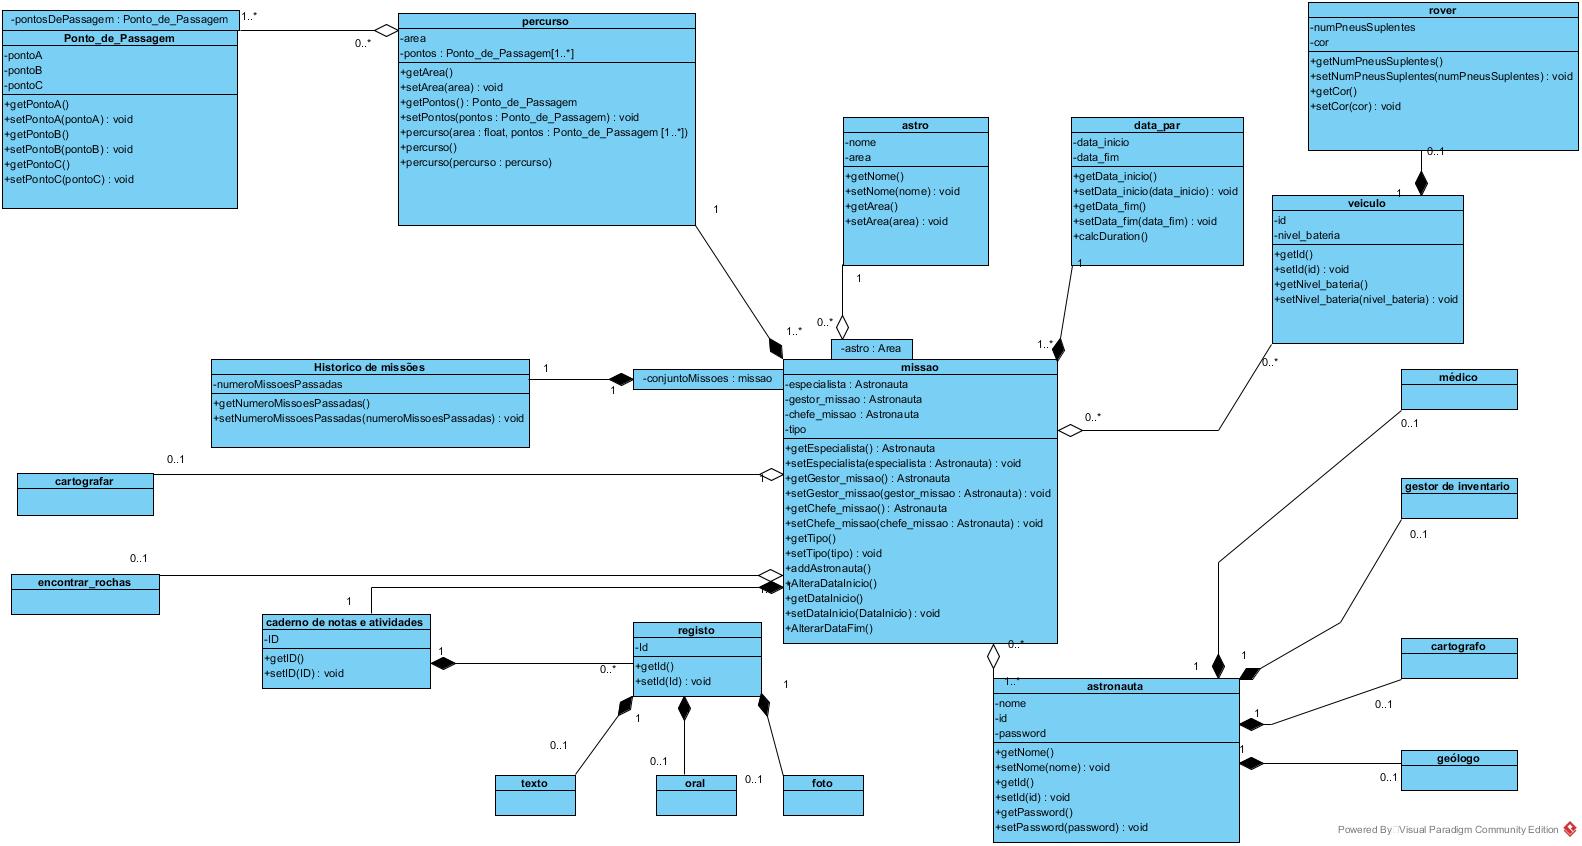 -pontosDePassagem : Ponto_de_Passagem
1..*
0..*
Ponto_de_Passagem
-pontoA
-pontoB
-pontoC
+getPontoA()
+setPontoA(pontoA) : void
+getPontoB()
+setPontoB(pontoB) : void
+getPontoC()
+setPontoC(pontoC) : void
percurso
-area
-pontos : Ponto_de_Passagem[1..*]
+getArea()
+setArea(area) : void
+getPontos() : Ponto_de_Passagem
+setPontos(pontos : Ponto_de_Passagem) : void
+percurso(area : float, pontos : Ponto_de_Passagem [1..*])
+percurso()
+percurso(percurso : percurso)
1
1..*
astro
-nome
-area
+getNome()
+setNome(nome) : void
+getArea()
+setArea(area) : void
1
0..*
-astro : Area
data_par
-data_inicio
-data_fim
+getData_inicio()
+setData_inicio(data_inicio) : void
+getData_fim()
+setData_fim(data_fim) : void
+calcDuration()
1
1..*
rover
-numPneusSuplentes
-cor
+getNumPneusSuplentes()
+setNumPneusSuplentes(numPneusSuplentes) : void
+getCor()
+setCor(cor) : void
0..1
1
veiculo
-id
-nivel_bateria
+getId()
+setId(id) : void
+getNivel_bateria()
+setNivel_bateria(nivel_bateria) : void
0..*
0..*
Historico de missões
-numeroMissoesPassadas
+getNumeroMissoesPassadas()
+setNumeroMissoesPassadas(numeroMissoesPassadas) : void
1
1
-conjuntoMissoes : missao
missao
-especialista : Astronauta
-gestor_missao : Astronauta
-chefe_missao : Astronauta
-tipo
+getEspecialista() : Astronauta
+setEspecialista(especialista : Astronauta) : void
+getGestor_missao() : Astronauta
+setGestor_missao(gestor_missao : Astronauta) : void
+getChefe_missao() : Astronauta
+setChefe_missao(chefe_missao : Astronauta) : void
+getTipo()
+setTipo(tipo) : void
+addAstronauta()
+AlteraDataInicio()
+getDataInicio()
+setDataInicio(DataInicio) : void
+AlterarDataFim()
cartografar
0..1
1
encontrar_rochas
0..1
caderno de notas e atividades
-ID
+getID()
+setID(ID) : void
1
1
0..*
registo
-Id
+getId()
+setId(Id) : void
1
1
0..1
0..1
0..1
texto
oral
foto
0..*
1..*
astronauta
-nome
-id
-password
+getNome()
+setNome(nome) : void
+getId()
+setId(id) : void
+getPassword()
+setPassword(password) : void
médico
0..1
1
gestor de inventario
0..1
1
cartografo
0..1
1
geólogo
0..1
1
Powered By Visual Paradigm Community Edition